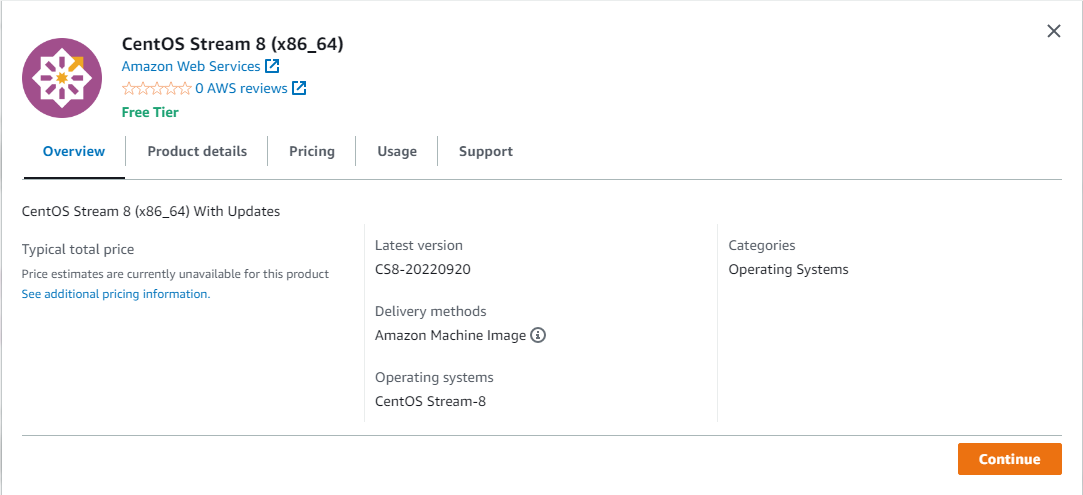 CentOS Stream 8 (x86_64)
Amazon Web Services
0 AWS reviews
Free Tier
Overview
Product details
Pricing
Usage
Support
CentOS Stream 8 (x86_64) With Updates
Typical total price
Price estimates are currently unavailable for this product
See additional pricing information.
Latest version
CS8-20220920
Delivery methods
Amazon Machine Image
Operating systems
CentOS Stream-8
Categories
Operating Systems
Continue